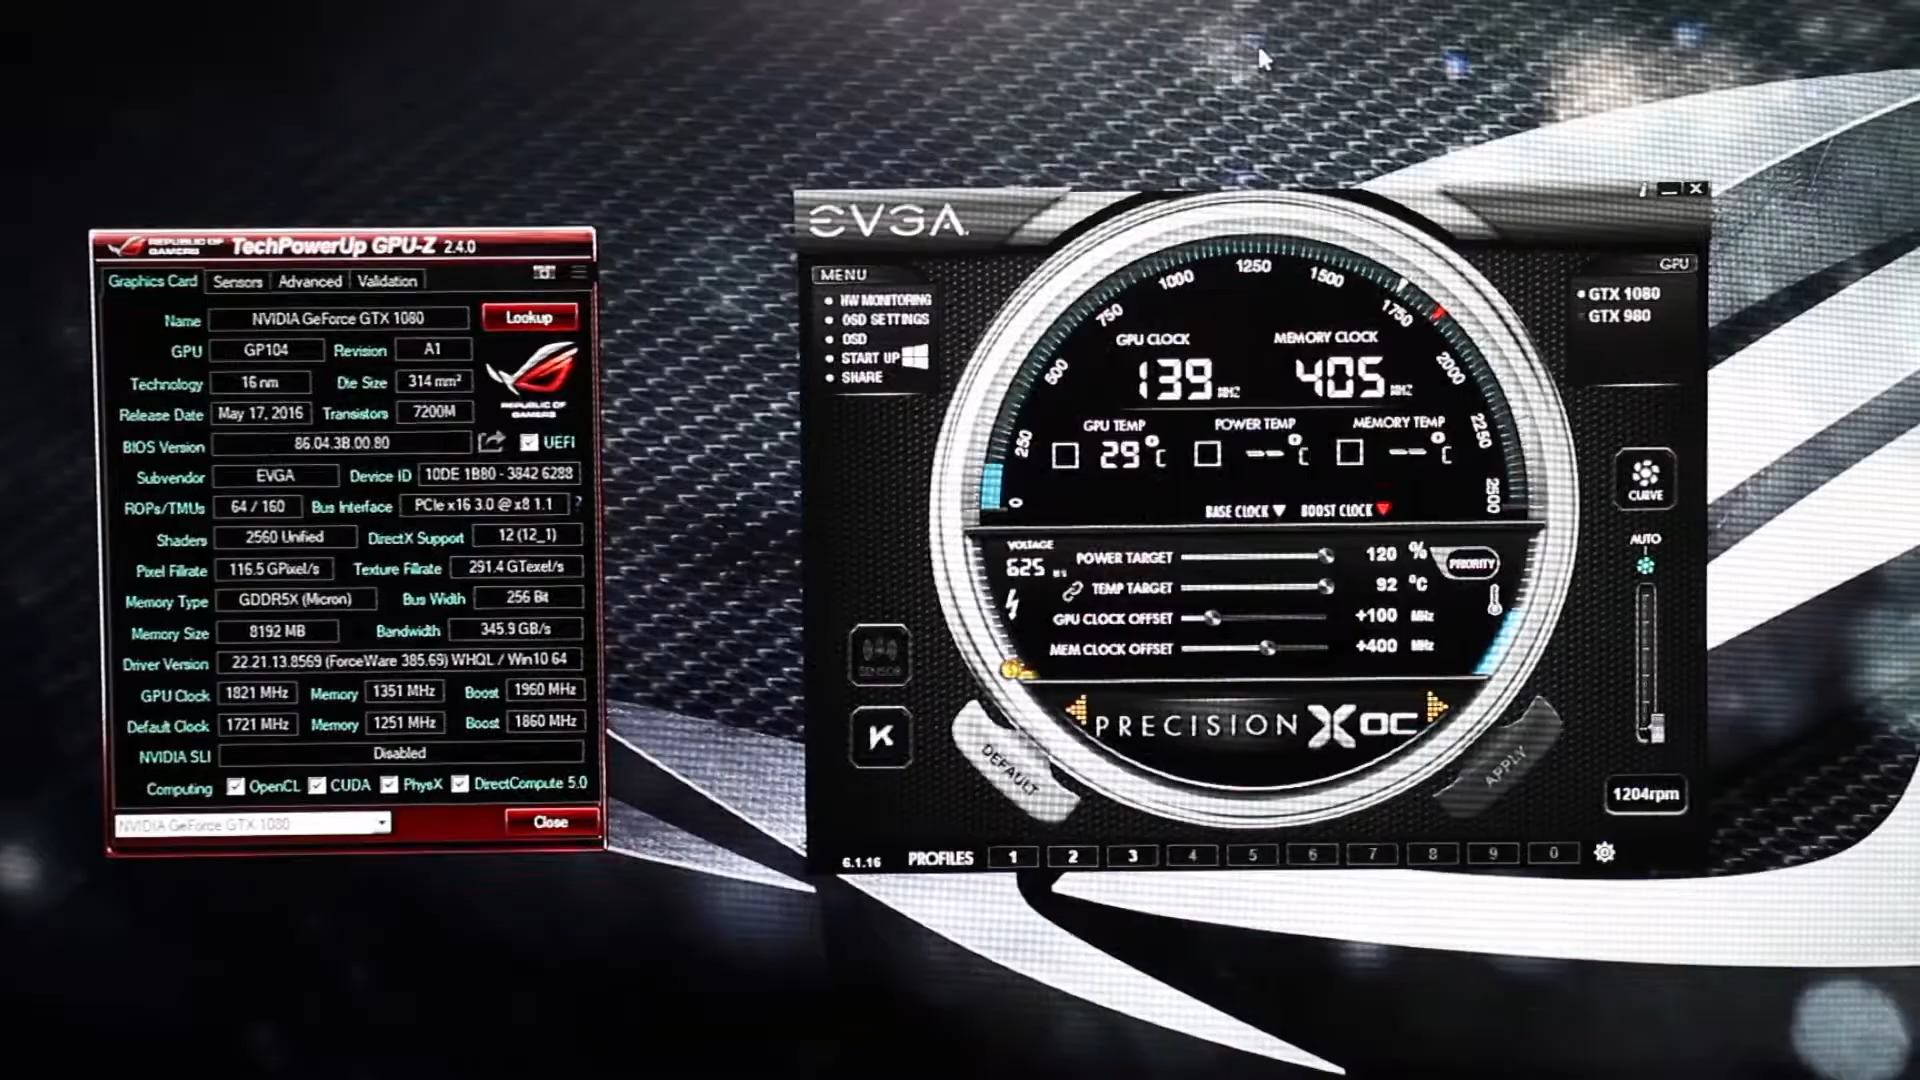 REPUBLIC OF GAMERS TechPowerUp GPU-Z 2.4.0
Graphics Card Sensors Advanced Validation
Name NVIDIA GeForce GTX 1080 Lookup
GPU GP104 Revision A1
Technology 16 nm Die Size 314 mm²
REPUBLIC OF GAMERS
Release Date May 17, 2016 Transistors 7200M
BIOS Version 86.04.3B.00.80 UEFI
Subvendor EVGA Device ID 10DE 1B80 - 3842 6288
ROPs/TMUs 64 / 160 Bus Interface PCIe x16 3.0 @ x8 1.1 ?
Shaders 2560 Unified DirectX Support 12 (12_1)
Pixel Fillrate 116.5 GPixel/s Texture Fillrate 291.4 GTexel/s
Memory Type GDDR5X (Micron) Bus Width 256 Bit
Memory Size 8192 MB Bandwidth 345.9 GB/s
Driver Version 22.21.13.8569 (ForceWare 385.69) WHQL / Win10 64
GPU Clock 1821 MHz Memory 1351 MHz Boost 1960 MHz
Default Clock 1721 MHz Memory 1251 MHz Boost 1860 MHz
NVIDIA SLI Disabled
Computing OpenCL CUDA PhysX DirectCompute 5.0
NVIDIA GeForce GTX 1080 Close
EVGA
MENU
HW MONITORING
OSD SETTINGS
OSD
START UP
SHARE
0 250 500 750 1000 1250 1500 1750 2000 2250 2500
GPU CLOCK MEMORY CLOCK
139 MHZ 405 MHZ
GPU TEMP POWER TEMP MEMORY TEMP
29°C --°C --°C
BASE CLOCK BOOST CLOCK
VOLTAGE
625
POWER TARGET 120 % PRIORITY
TEMP TARGET 92 °C
GPU CLOCK OFFSET +100 MHz
MEM CLOCK OFFSET +400 MHz
PRECISION XOC
DEFAULT APPLY
GPU
GTX 1080
GTX 980
CURVE
AUTO
1204rpm
SENSOR
K
6.1.16 PROFILES 1 2 3 4 5 6 7 8 9 0